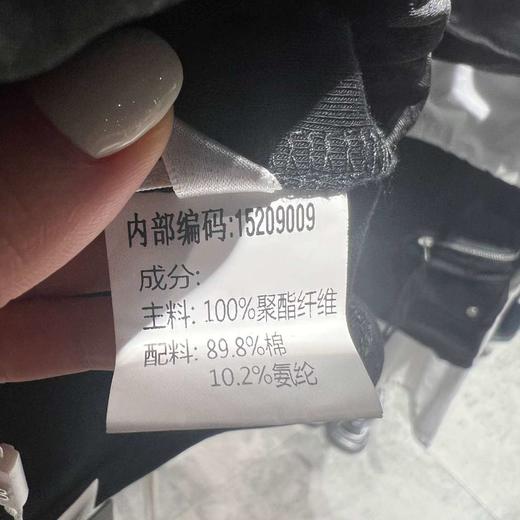 内部编码:15209009
成分:
主料: 100%聚酯纤维
配料: 89.8%棉
10.2%氨纶